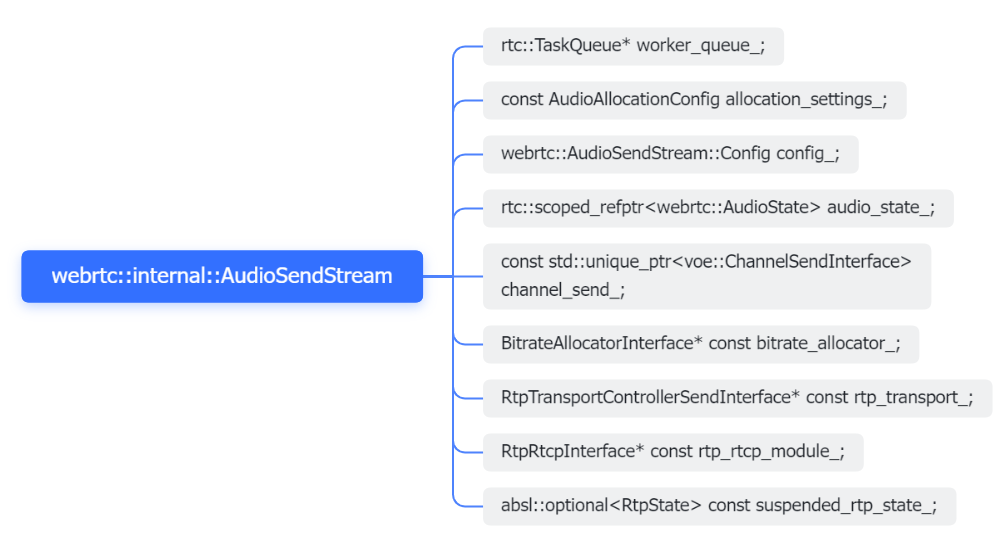 rtc::TaskQueue* worker_queue_;
const AudioAllocationConfig allocation_settings_;
webrtc::AudioSendStream::Config config_;
rtc::scoped_refptr<webrtc::AudioState> audio_state_;
webrtc::internal::AudioSendStream
const std::unique_ptr<voe::ChannelSendInterface>
channel_send_;
BitrateAllocatorInterface* const bitrate_allocator_;
RtpTransportControllerSendInterface* const rtp_transport_;
RtpRtcpInterface* const rtp_rtcp_module_;
absl::optional<RtpState> const suspended_rtp_state_;